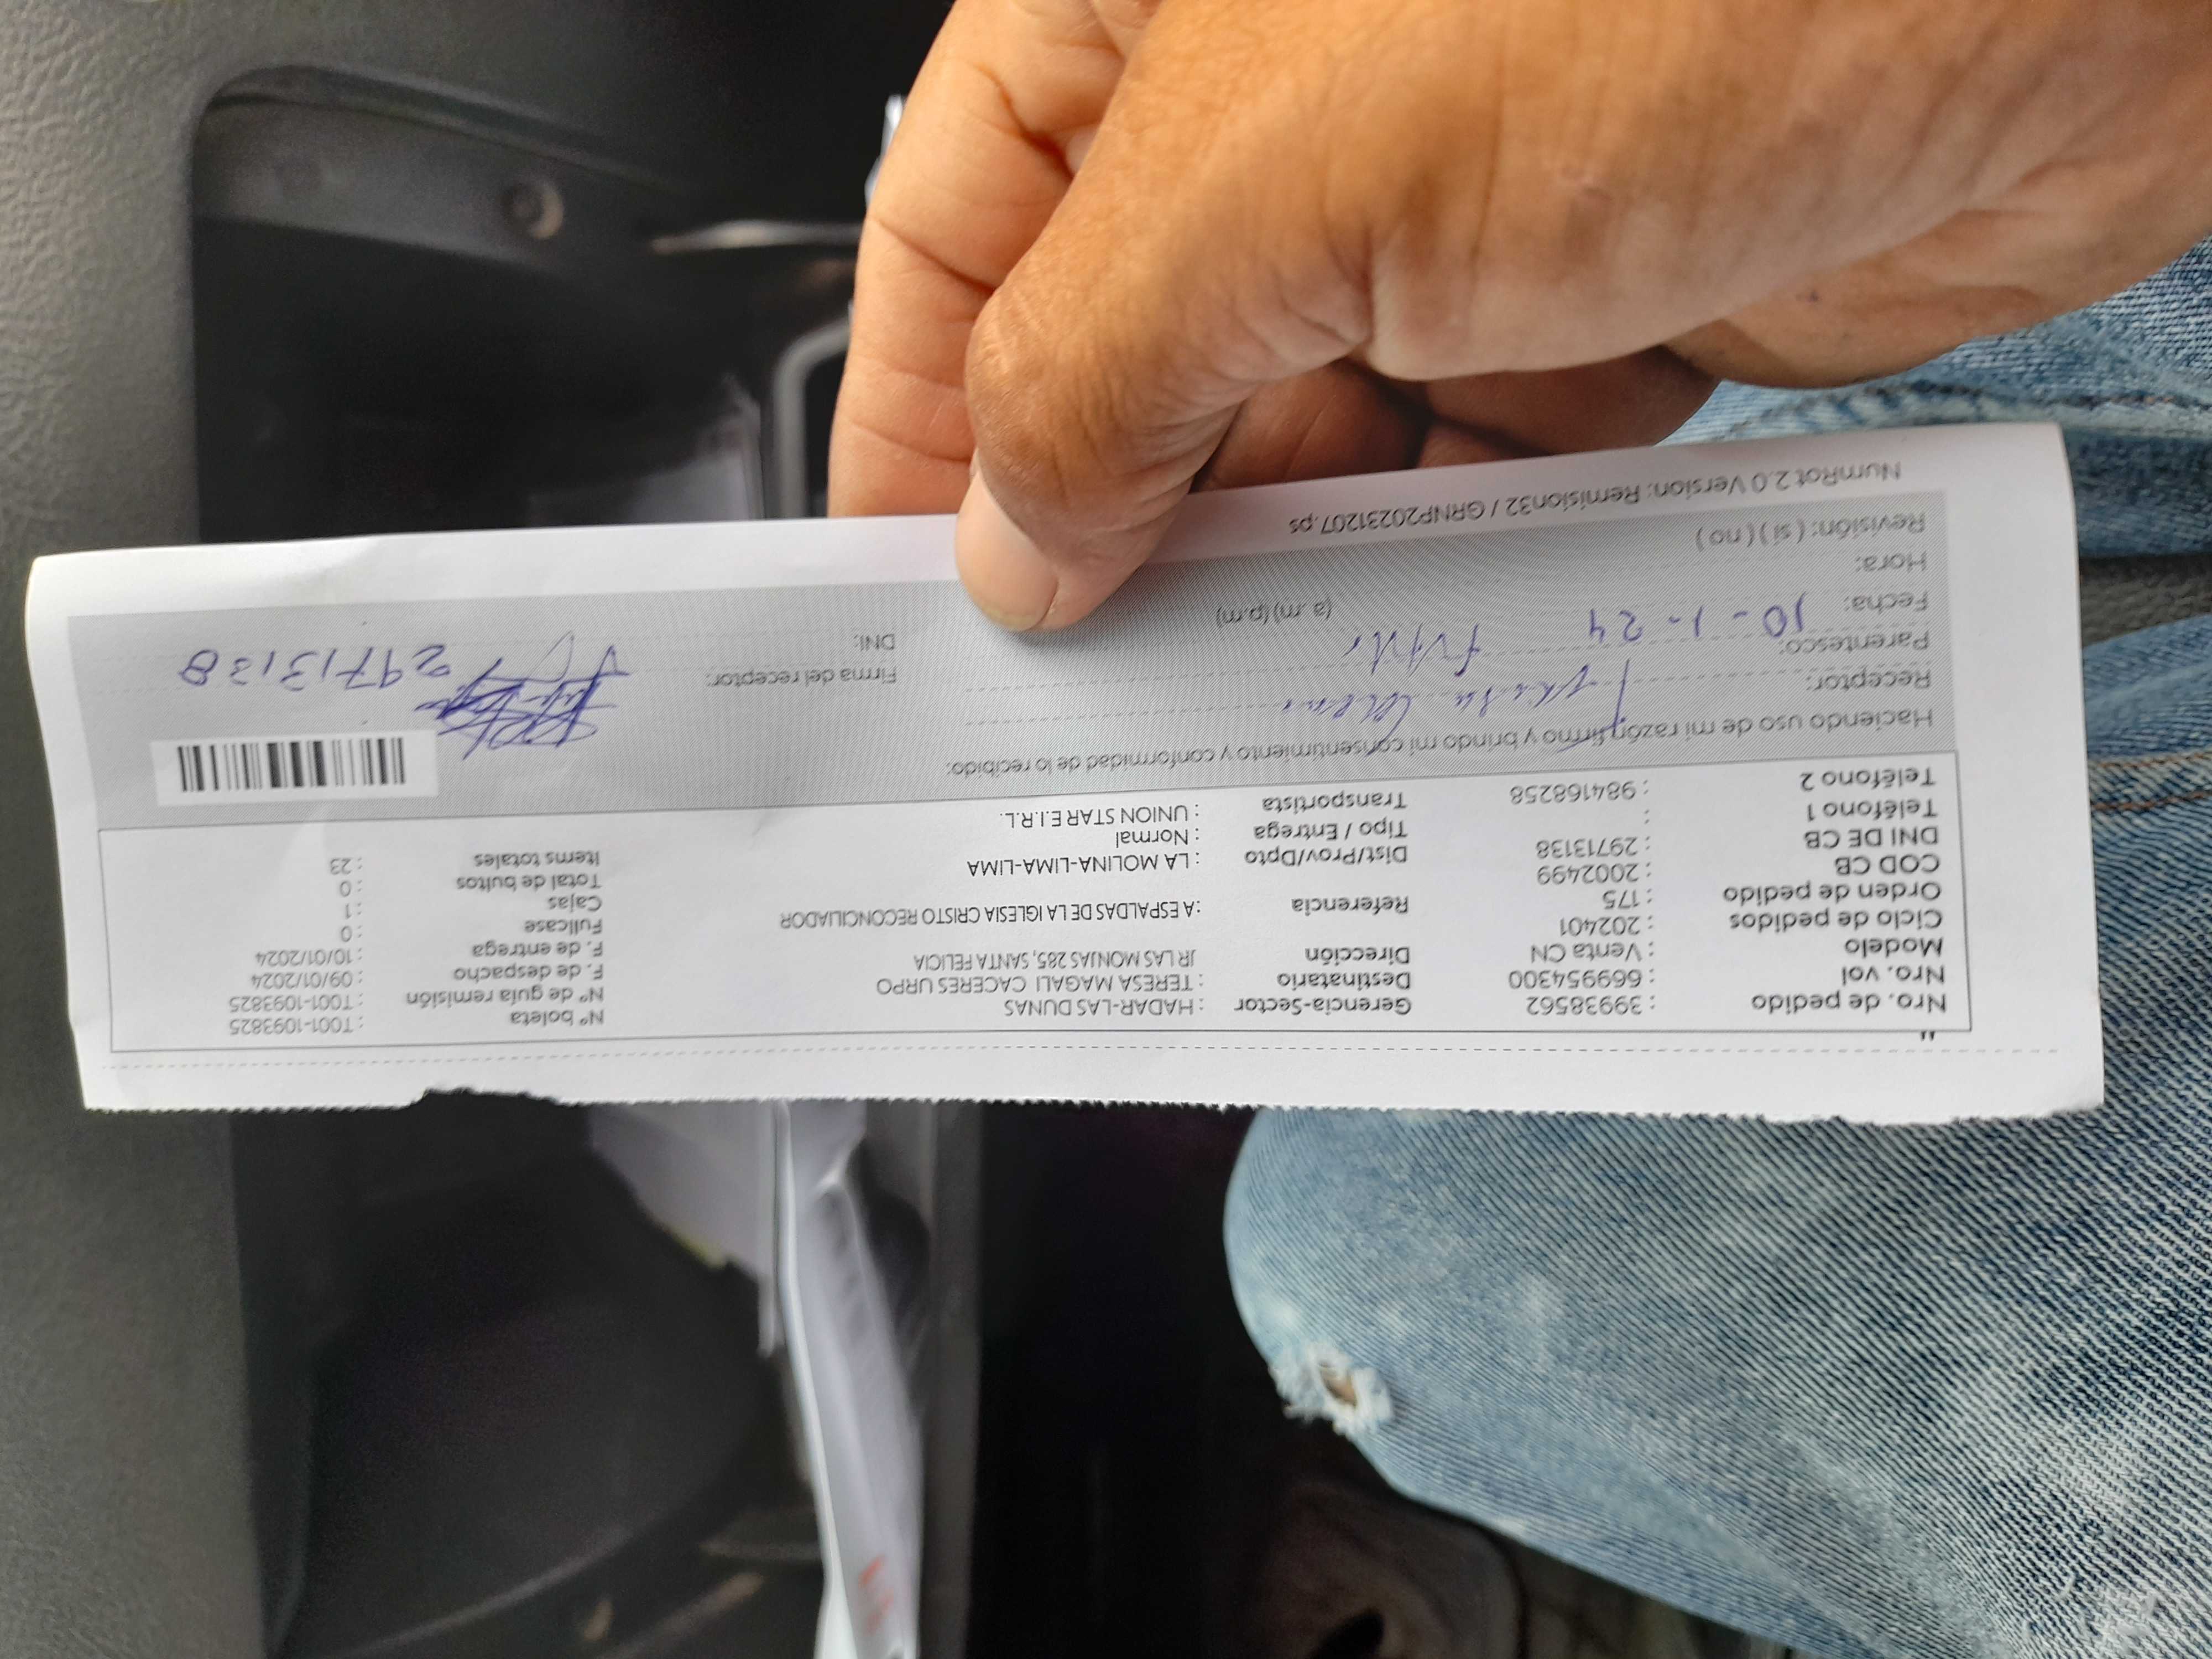 Nro. de pedido : 39938562 Gerencia-Sector : HADAR-LAS DUNAS N° boleta : T001-1093825
Nro. vol : 669954300 Destinatario : TERESA MAGALI CACERES URPO N° de guía remisión : T001-1093825
Modelo : Venta CN Dirección JR LAS MONJAS 285, SANTA FELICIA F. de despacho : 09/01/2024
Ciclo de pedidos : 202401 F. de entrega : 10/01/2024
Orden de pedido : 175 Referencia : A ESPALDAS DE LA IGLESIA CRISTO RECONCILIADOR Fullcase : 0
COD CB : 2002499 Cajas : 1
DNI DE CB : 29713138 Dist/Prov/Dpto : LA MOLINA-LIMA-LIMA Total de bultos : 0
Teléfono 1 : Tipo / Entrega : Normal Items totales : 23
Teléfono 2 : 984168258 Transportista : UNION STAR E.I.R.L.
Haciendo uso de mi razón firmo y brindo mi consentimiento y conformidad de lo recibido:
Receptor: Firma del receptor:
Parentesco: DNI: 29713138
Fecha: 10-1-24
Hora: (a.m) (p.m)
Revisión: ( si ) ( no )
NumRot 2.0 Version: Remision32 / GRNP20231207.ps